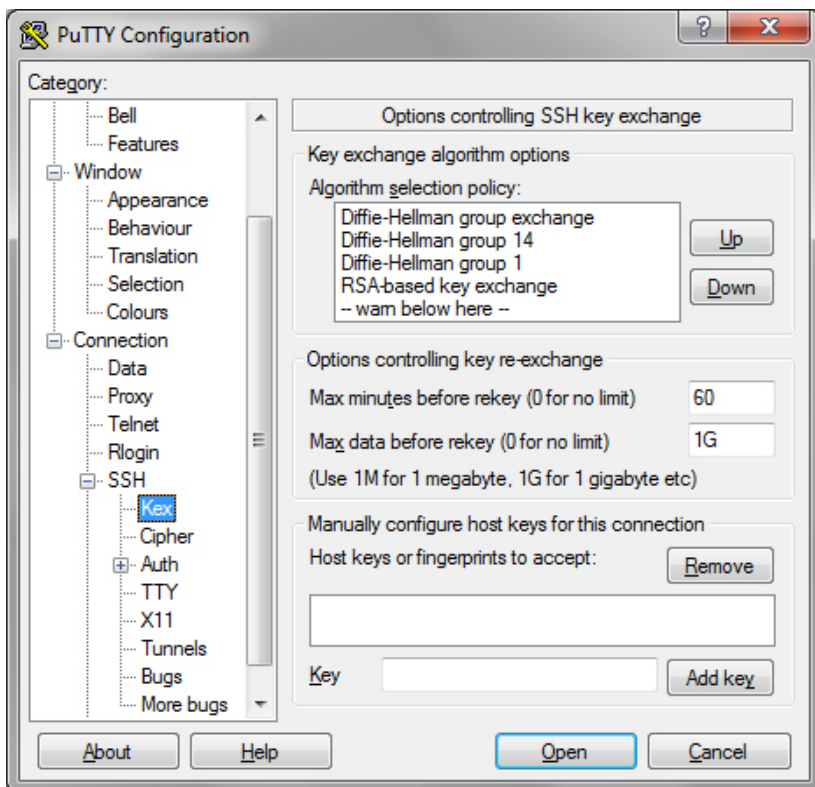 PuTTY Configuration
Category:
Bell
Features
Window
Appearance
Behaviour
Translation
Selection
Colours
Connection
Data
Proxy
Telnet
Rlogin
SSH
Kex
Cipher
Auth
TTY
X11
Tunnels
Bugs
More bugs
Options controlling SSH key exchange
Key exchange algorithm options
Algorithm selection policy:
Diffie-Hellman group exchange
Diffie-Hellman group 14
Diffie-Hellman group 1
RSA-based key exchange
-- warn below here --
Up
Down
Options controlling key re-exchange
Max minutes before rekey (0 for no limit) 60
Max data before rekey (0 for no limit) 1G
(Use 1M for 1 megabyte, 1G for 1 gigabyte etc)
Manually configure host keys for this connection
Host keys or fingerprints to accept: Remove
Key Add key
About Help Open Cancel